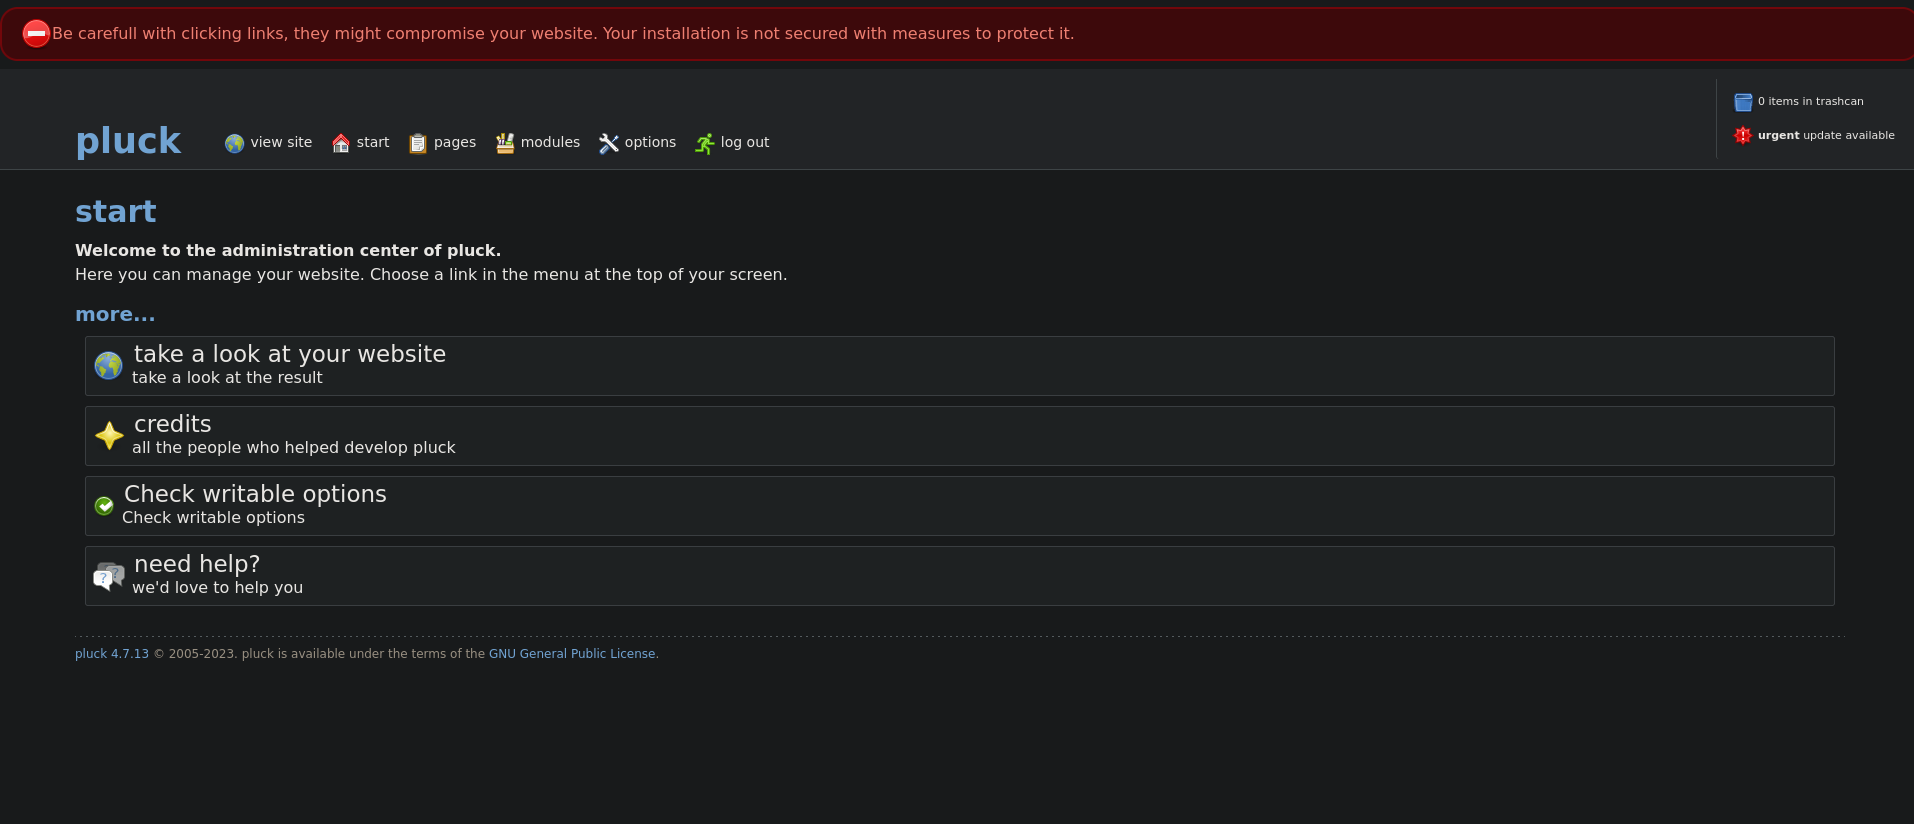 Be carefull with clicking links, they might compromise your website. Your installation is not secured with measures to protect it.
0 items in trashcan
urgent update available
pluck view site start pages modules options log out
start
Welcome to the administration center of pluck.
Here you can manage your website. Choose a link in the menu at the top of your screen.
more...
take a look at your website
take a look at the result
credits
all the people who helped develop pluck
Check writable options
Check writable options
need help?
we'd love to help you
pluck 4.7.13 © 2005-2023. pluck is available under the terms of the GNU General Public License.